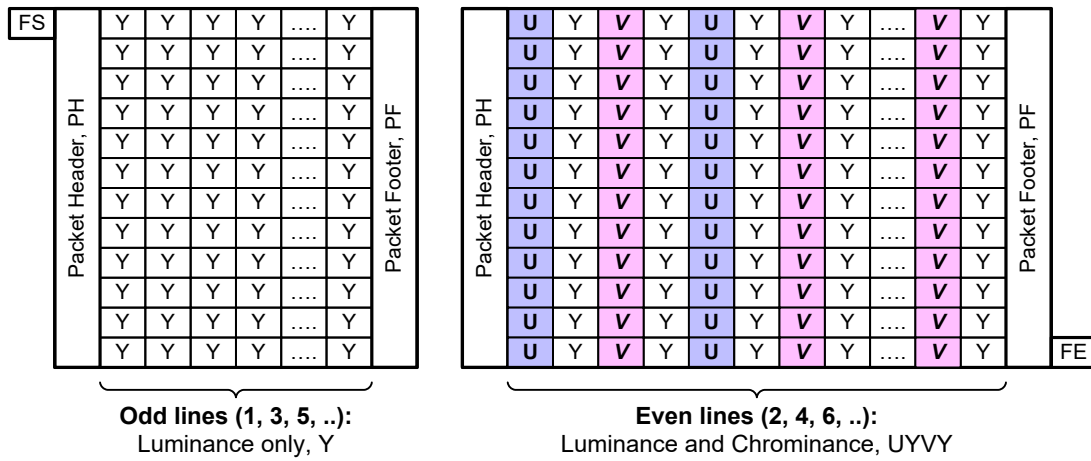 FS Y Y Y Y …. Y U Y V Y U Y V Y …. V Y
Y Y Y Y …. Y U Y V Y U Y V Y …. V Y
Y Y Y Y …. Y U Y V Y U Y V Y …. V Y
Y Y Y Y …. Y U Y V Y U Y V Y …. V Y
Y Y Y Y …. Y U Y V Y U Y V Y …. V Y
Y Y Y Y …. Y U Y V Y U Y V Y …. V Y
Y Y Y Y …. Y U Y V Y U Y V Y …. V Y
Y Y Y Y …. Y U Y V Y U Y V Y …. V Y
Y Y Y Y …. Y U Y V Y U Y V Y …. V Y
Y Y Y Y …. Y U Y V Y U Y V Y …. V Y
Y Y Y Y …. Y U Y V Y U Y V Y …. V Y
Y Y Y Y …. Y U Y V Y U Y V Y …. V Y FE
Packet Header, PH
Packet Footer, PF
Packet Header, PH
Packet Footer, PF
Odd lines (1, 3, 5, ..):
Luminance only, Y
Even lines (2, 4, 6, ..):
Luminance and Chrominance, UYVY